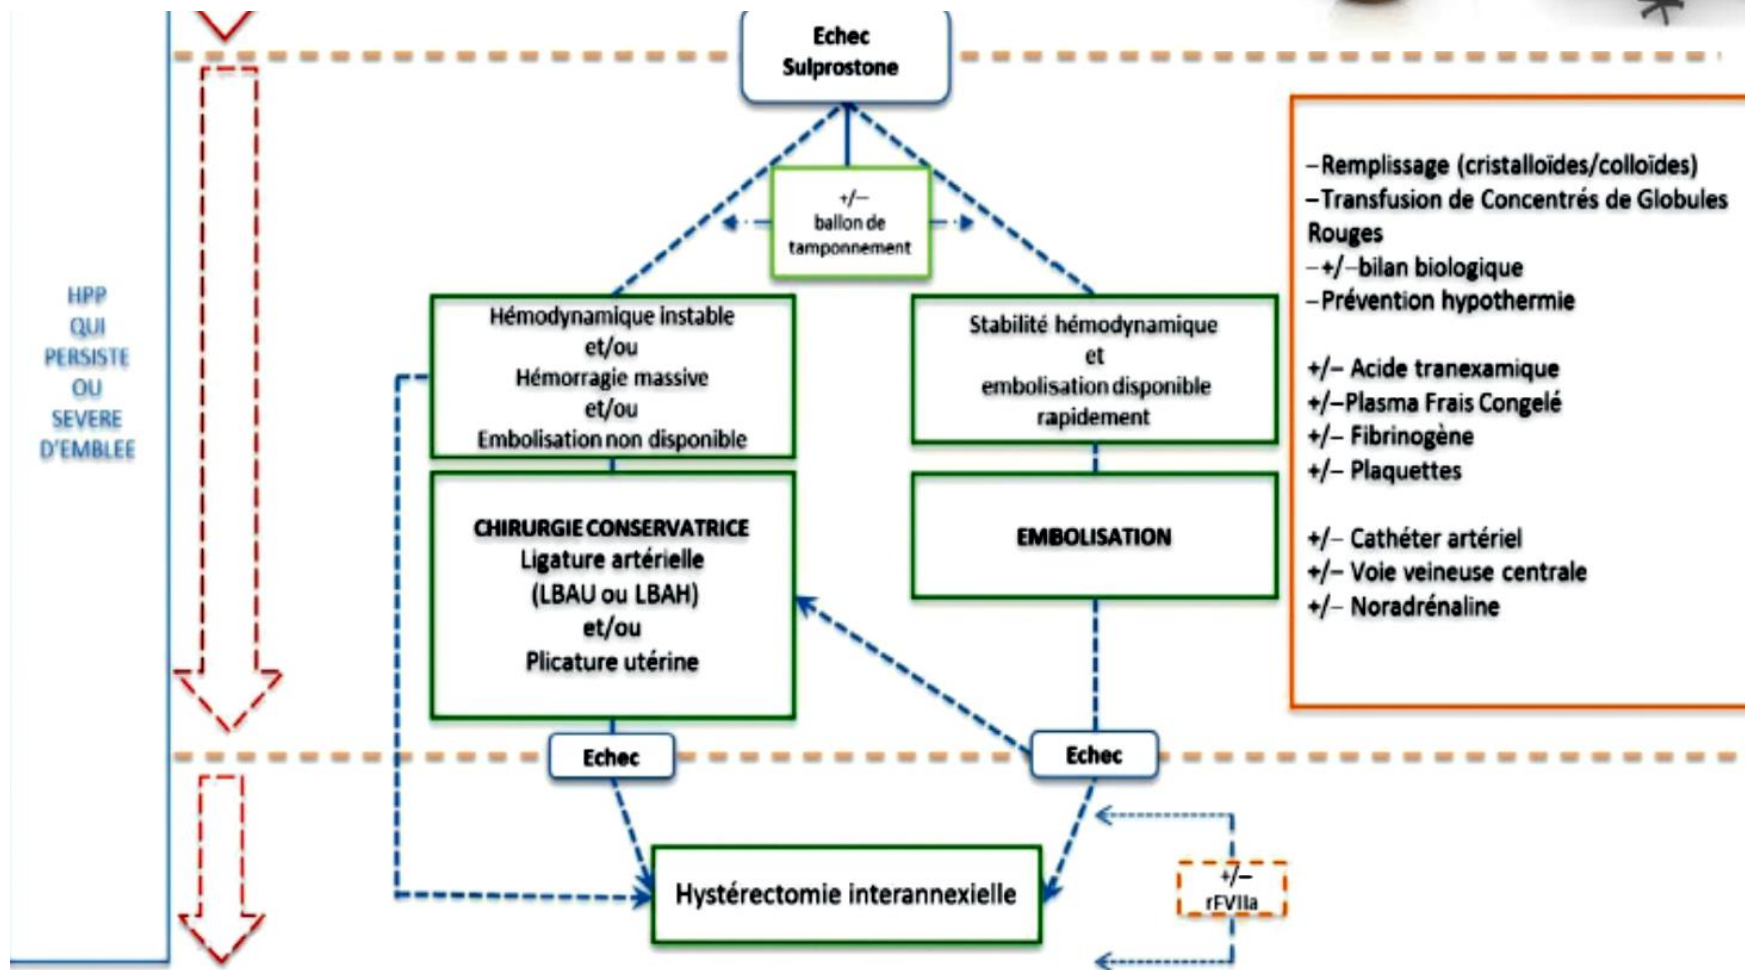 Echec
Sulprostone
+/−
ballon de
tamponnement
HPP
QUI
PERSISTE
OU
SEVERE
D'EMBLEE
Hémodynamique instable
et/ou
Hémorragie massive
et/ou
Embolisation non disponible
Stabilité hémodynamique
et
embolisation disponible
rapidement
CHIRURGIE CONSERVATRICE
Ligature artérielle
(LBAU ou LBAH)
et/ou
Plicature utérine
EMBOLISATION
−Remplissage (cristalloïdes/colloïdes)
−Transfusion de Concentrés de Globules
Rouges
−+/−bilan biologique
−Prévention hypothermie
+/− Acide tranexamique
+/−Plasma Frais Congelé
+/− Fibrinogène
+/− Plaquettes
+/− Cathéter artériel
+/− Voie veineuse centrale
+/− Noradrénaline
Echec
Echec
Hystérectomie interannexielle
+/−
rFVIIa